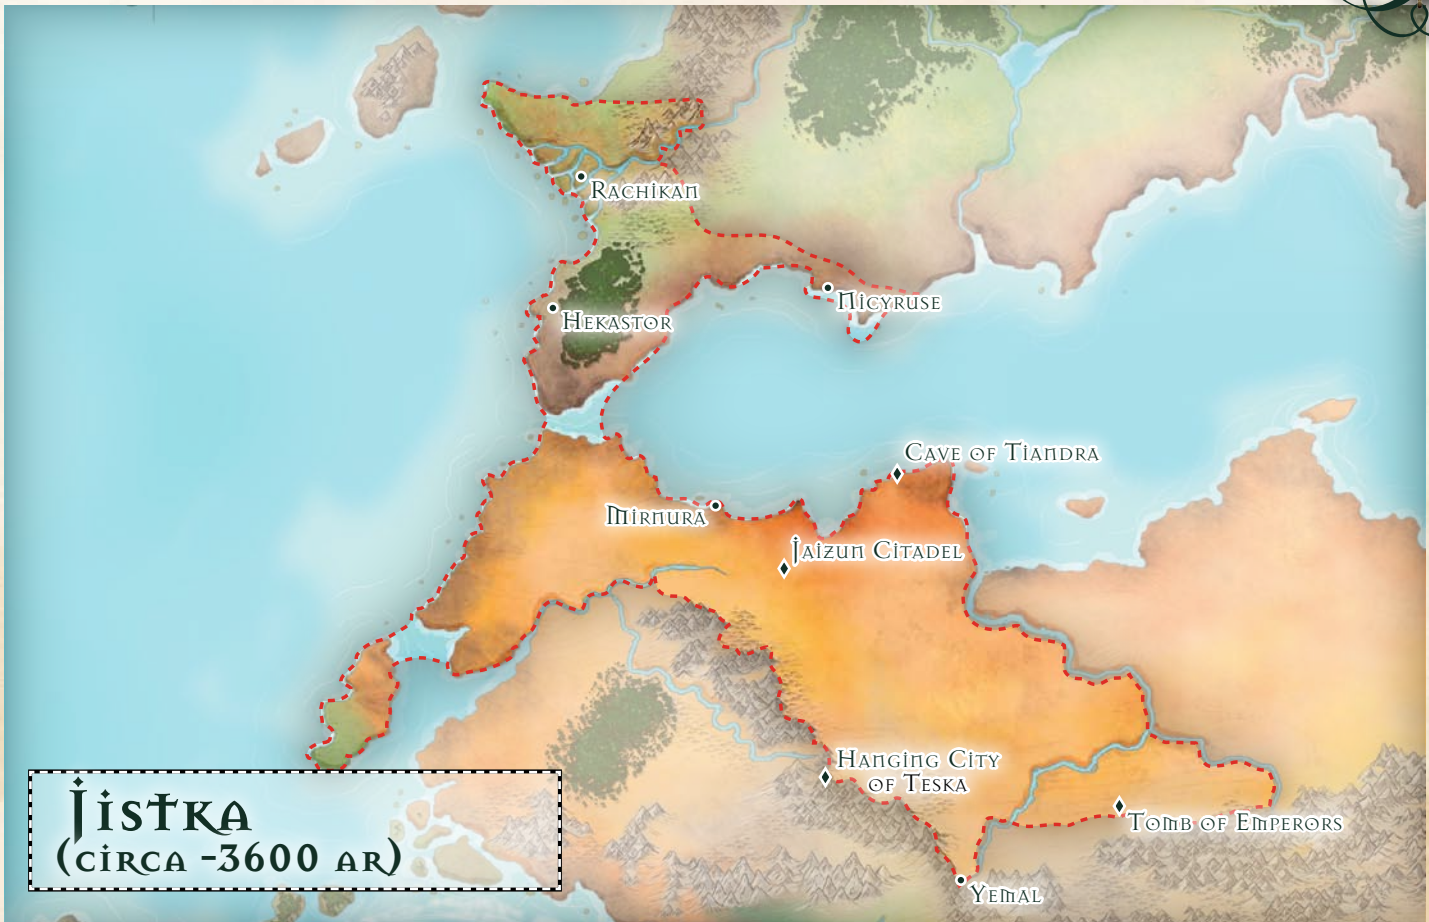 Rachikan
Nicyruse
Hekastor
Cave of Tiandra
Mirnura
Jaizun Citadel
Hanging City
of Teska
Tomb of Emperors
Yemal
Jistka
(circa -3600 ar)